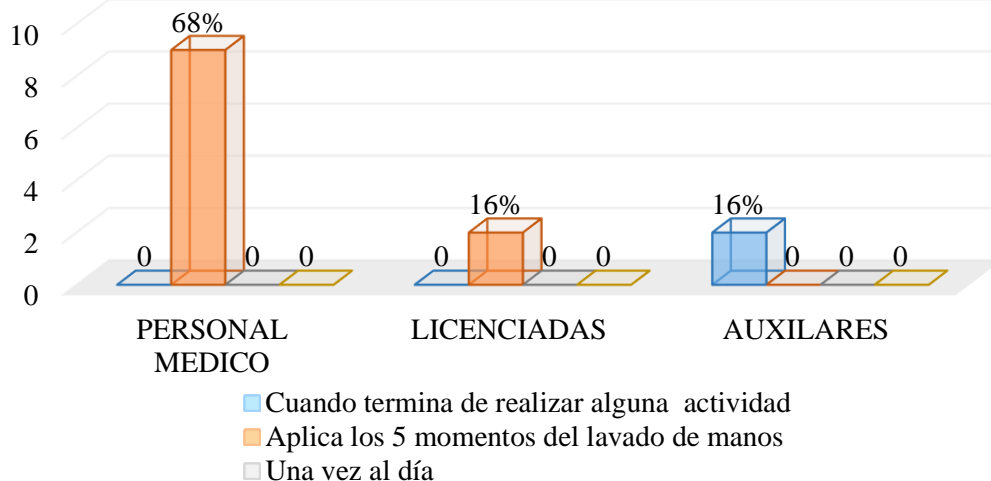 68%
10
8
6
4
2
0
0
0
0
16%
0
0
0
16%
0
0
0
PERSONAL
MEDICO
LICENCIADAS
AUXILARES
Cuando termina de realizar alguna actividad
Aplica los 5 momentos del lavado de manos
Una vez al día